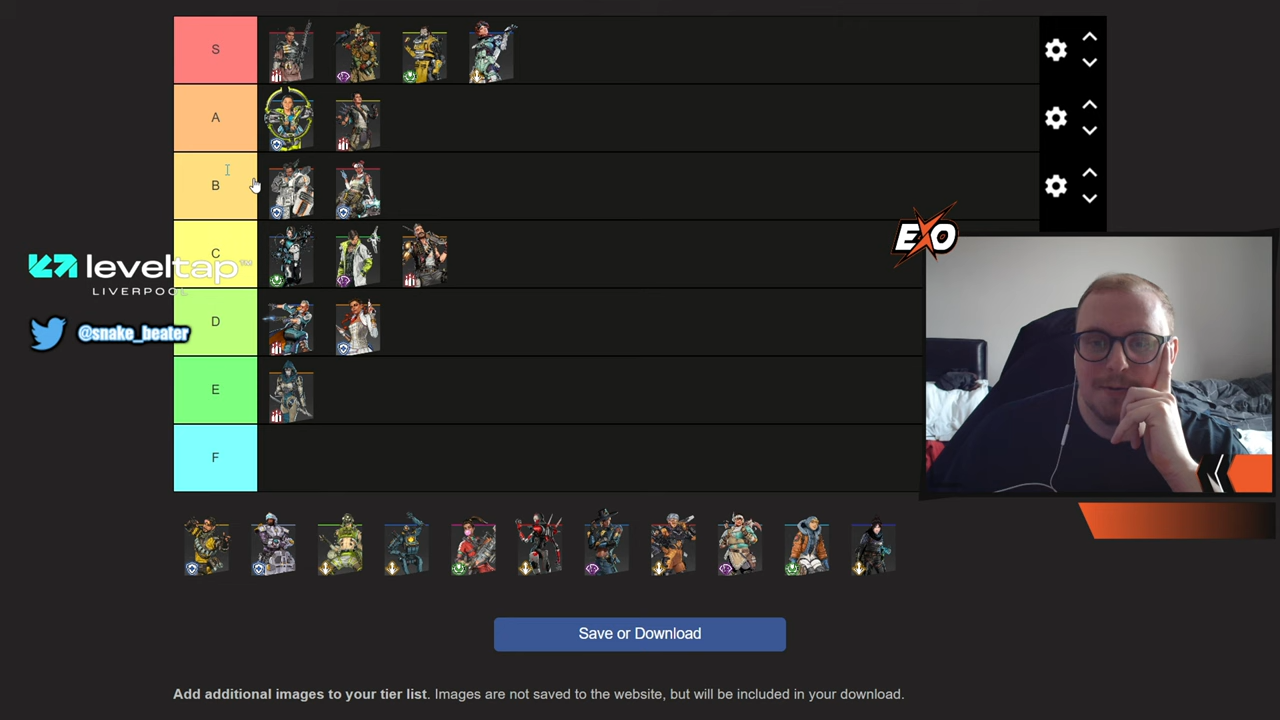 S
A
B
C
D
E
F
leveltap™
LIVERPOOL
@snake_beater
EXO
Save or Download
Add additional images to your tier list. Images are not saved to the website, but will be included in your download.